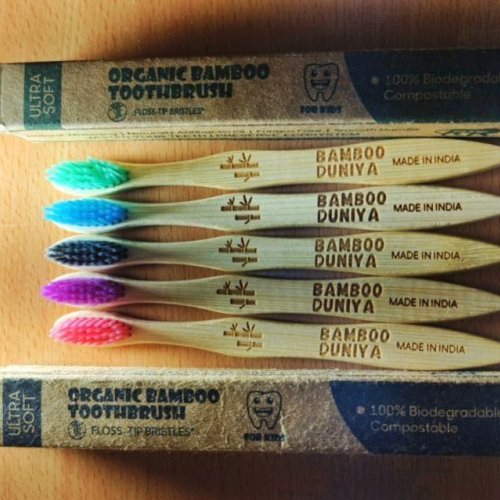 ULTRA
SOFT
ORGANIC BAMBOO
TOOTHBRUSH
FLOSS-TIP BRISTLES*
FOR KIDS
100% Biodegrada
Compostable
BAMBOO
DUNIYA
MADE IN INDIA
BAMBOO
DUNIYA
MADE IN INDIA
BAMBOO
DUNIYA
MADE IN INDIA
BAMBOO
DUNIYA
MADE IN INDIA
BAMBOO
DUNIYA
MADE IN INDIA
ULTRA
SOFT
ORGANIC BAMBOO
TOOTHBRUSH
FLOSS-TIP BRISTLES*
FOR KIDS
100% Biodegradabl
Compostable